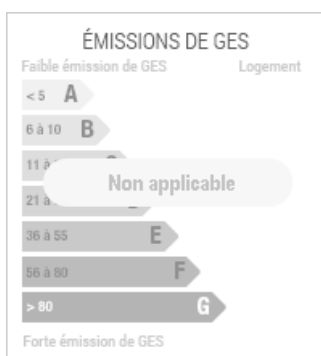 ÉMISSIONS DE GES
Faible émission de GES Logement
< 5 A
6 à 10 B
11 à
Non applicable
21 à
36 à 55 E
56 à 80 F
> 80 G
Forte émission de GES